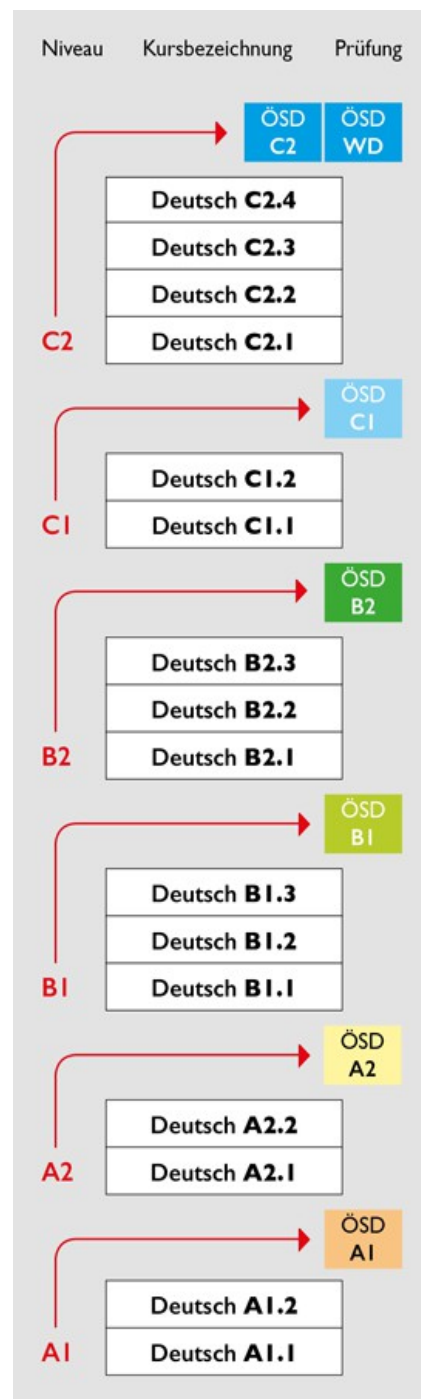 Niveau Kursbezeichnung Prüfung
ÖSD ÖSD
C2 WD
Deutsch C2.4
Deutsch C2.3
Deutsch C2.2
C2 Deutsch C2.1
ÖSD
C1
Deutsch C1.2
C1 Deutsch C1.1
ÖSD
B2
Deutsch B2.3
Deutsch B2.2
B2 Deutsch B2.1
ÖSD
B1
Deutsch B1.3
Deutsch B1.2
B1 Deutsch B1.1
ÖSD
A2
Deutsch A2.2
A2 Deutsch A2.1
ÖSD
A1
Deutsch A1.2
A1 Deutsch A1.1